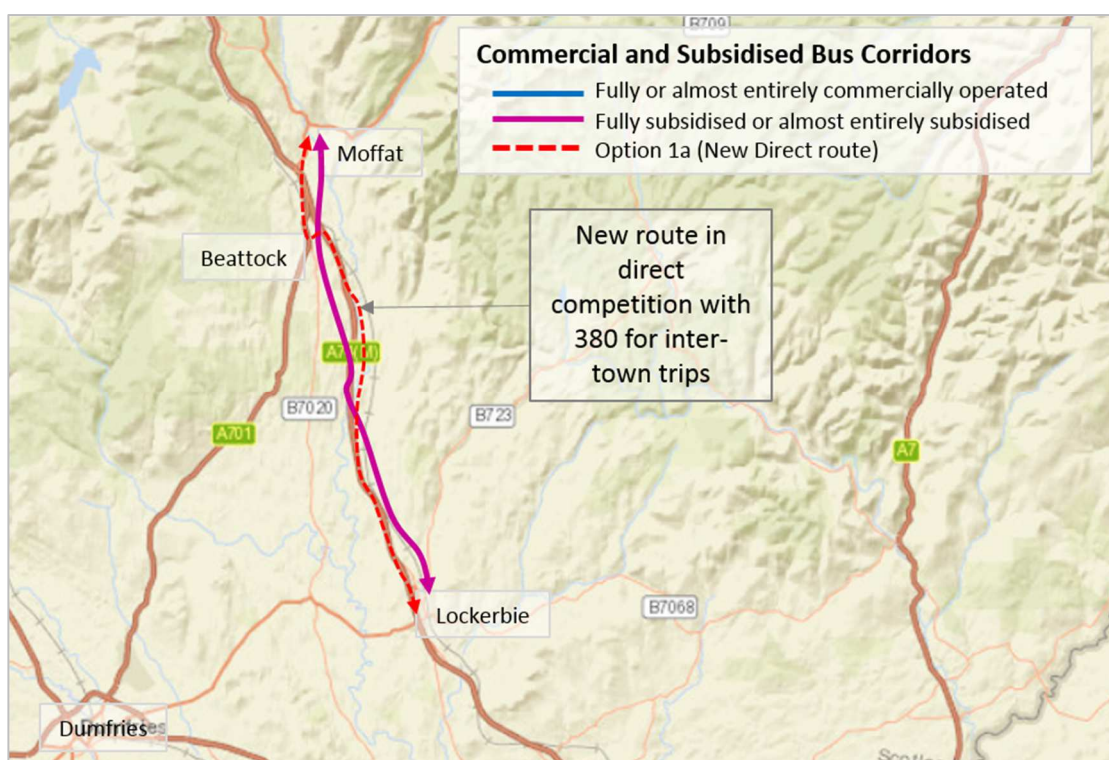 B709
Commercial and Subsidised Bus Corridors
Fully or almost entirely commercially operated
Fully subsidised or almost entirely subsidised
Option 1a (New Direct route)
Moffat
New route in
direct
competition with
380 for inter-
town trips
Beattock
B7020
B723
A701
A7
B7068
Lockerbie
Dumfries